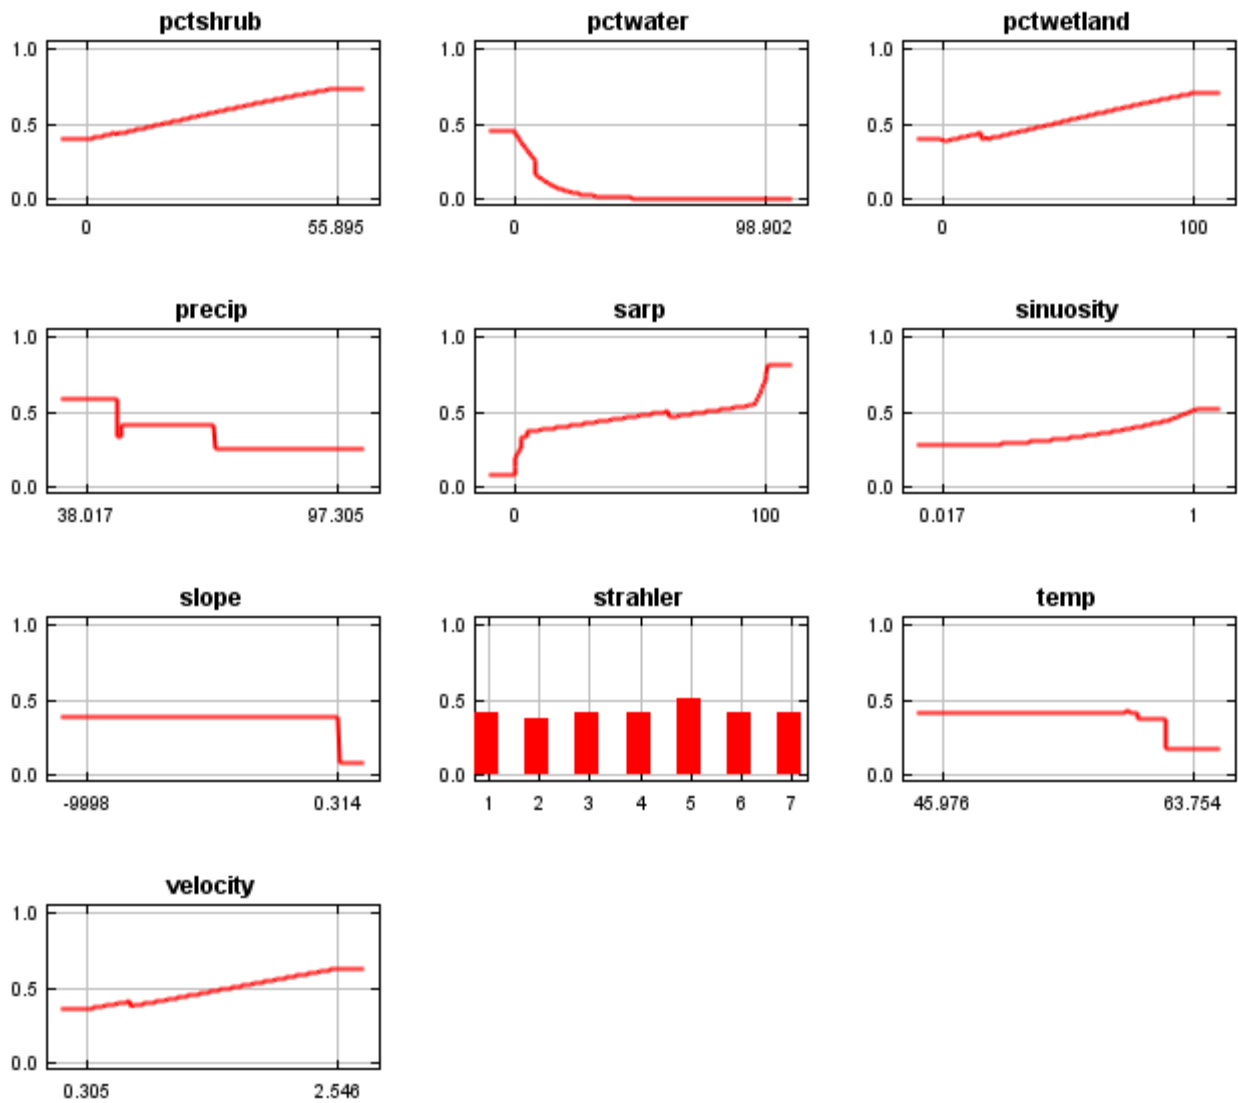 pctshrub pctwater pctwetland
1.0 1.0 1.0
0.5 0.5 0.5
0.0 0.0 0.0
0 55.895 0 98.902 0 100
precip sarp sinuosity
1.0 1.0 1.0
0.5 0.5 0.5
0.0 0.0 0.0
38.017 97.305 0 100 0.017 1
slope strahler temp
1.0 1.0 1.0
0.5 0.5 0.5
0.0 0.0 0.0
-9998 0.314 1 2 3 4 5 6 7 45.976 63.754
velocity
1.0
0.5
0.0
0.305 2.546